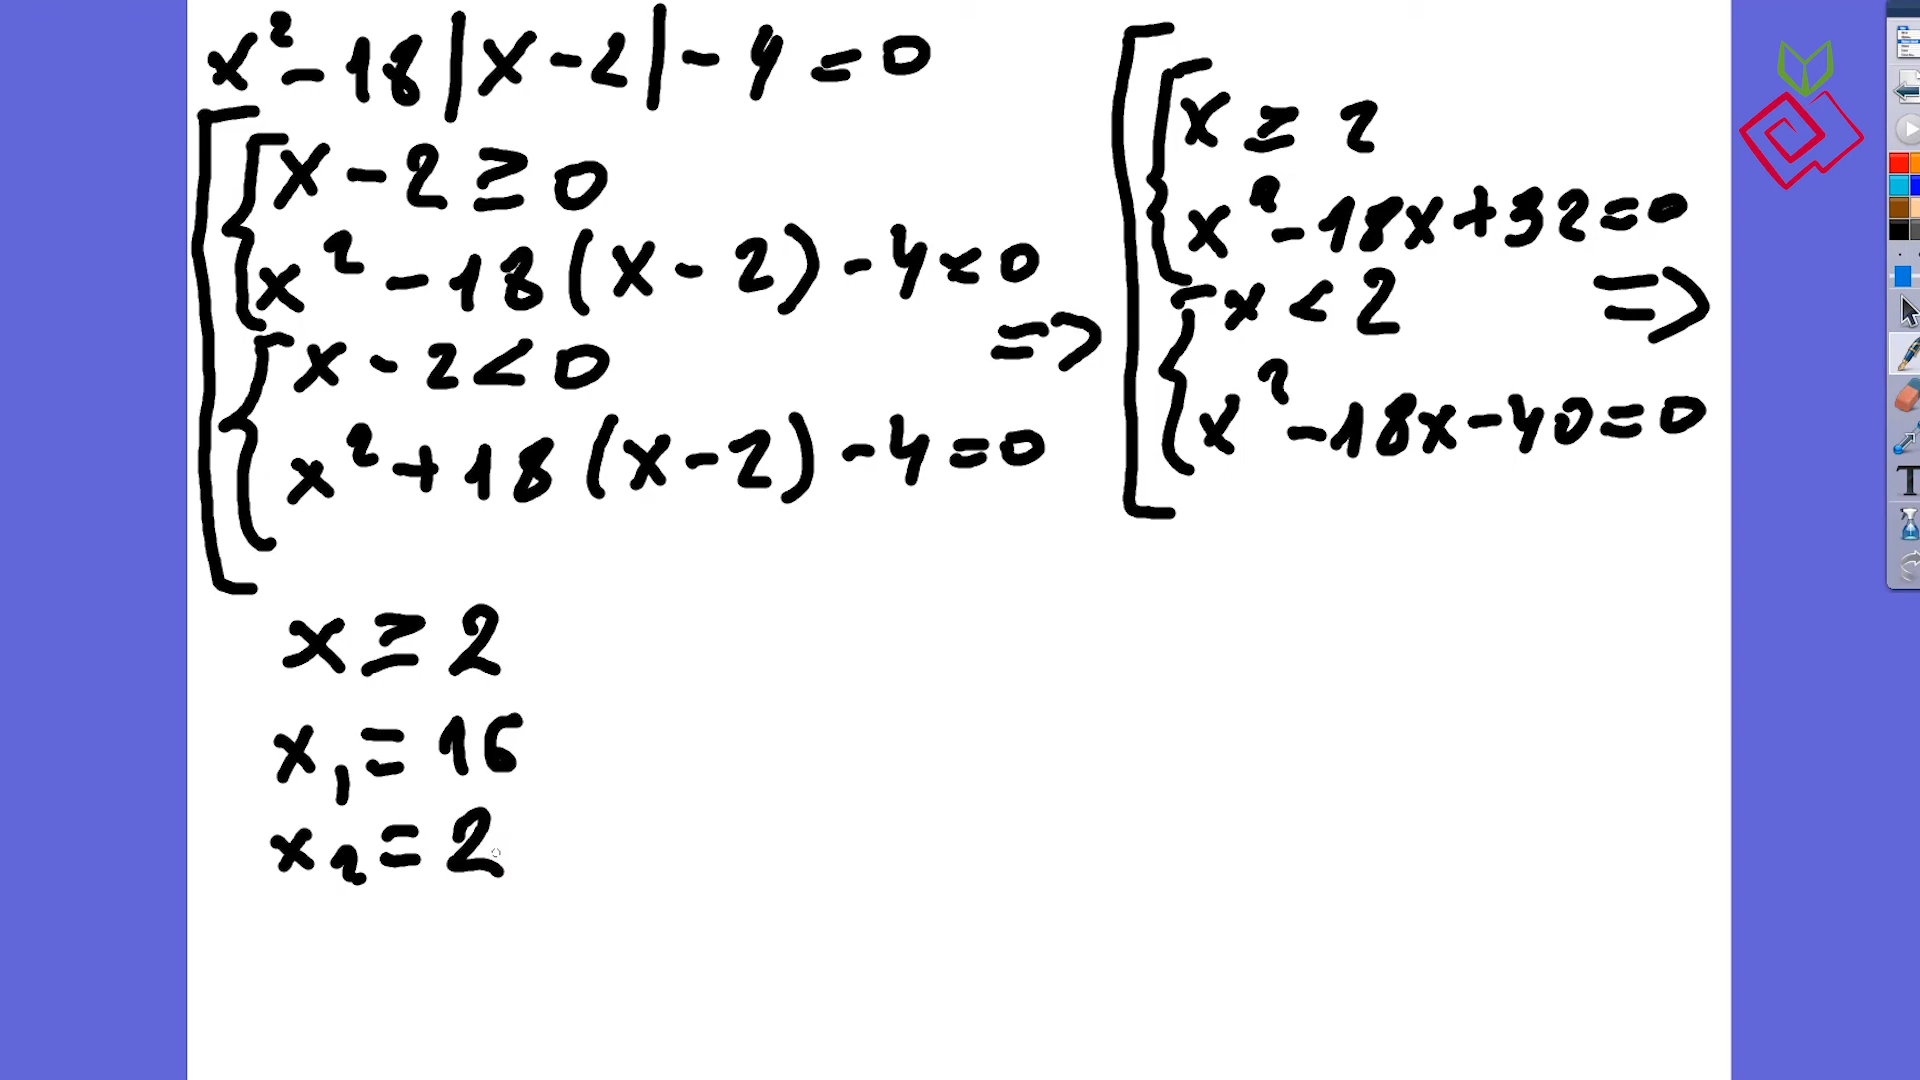 x² - 18|x - 2| - 4 = 0
x - 2 ≥ 0
x² - 18(x - 2) - 4 = 0
x - 2 < 0
x² + 18(x - 2) - 4 = 0
=>
x ≥ 2
x² - 18x + 32 = 0
x < 2
x² - 18x - 40 = 0
=>
x ≥ 2
x₁ = 16
x₂ = 2
T